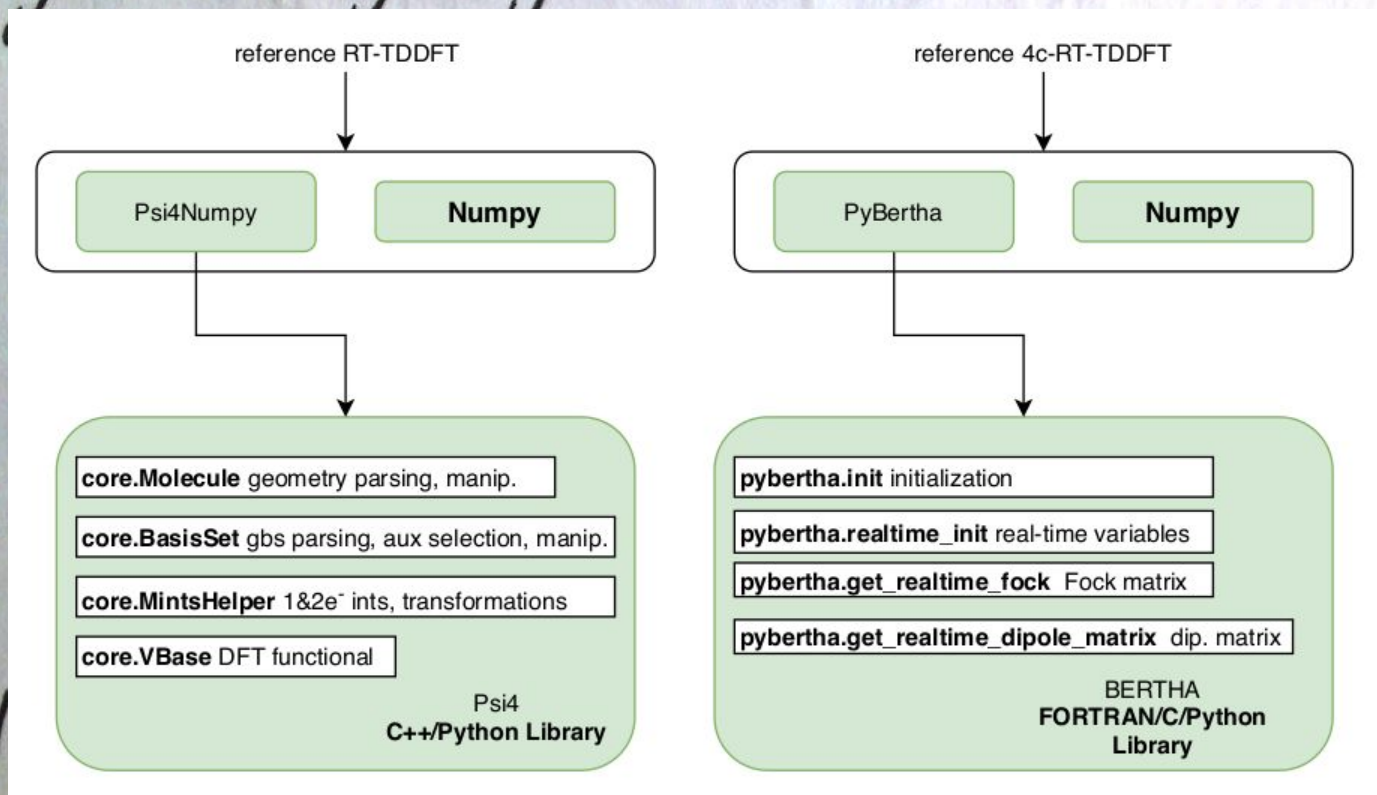 reference RT-TDDFT
Psi4Numpy
Numpy
core.Molecule geometry parsing, manip.
core.BasisSet gbs parsing, aux selection, manip.
core.MintsHelper 1&2e⁻ ints, transformations
core.VBase DFT functional
Psi4
C++/Python Library
reference 4c-RT-TDDFT
PyBertha
Numpy
pybertha.init initialization
pybertha.realtime_init real-time variables
pybertha.get_realtime_fock Fock matrix
pybertha.get_realtime_dipole_matrix dip. matrix
BERTHA
FORTRAN/C/Python
Library